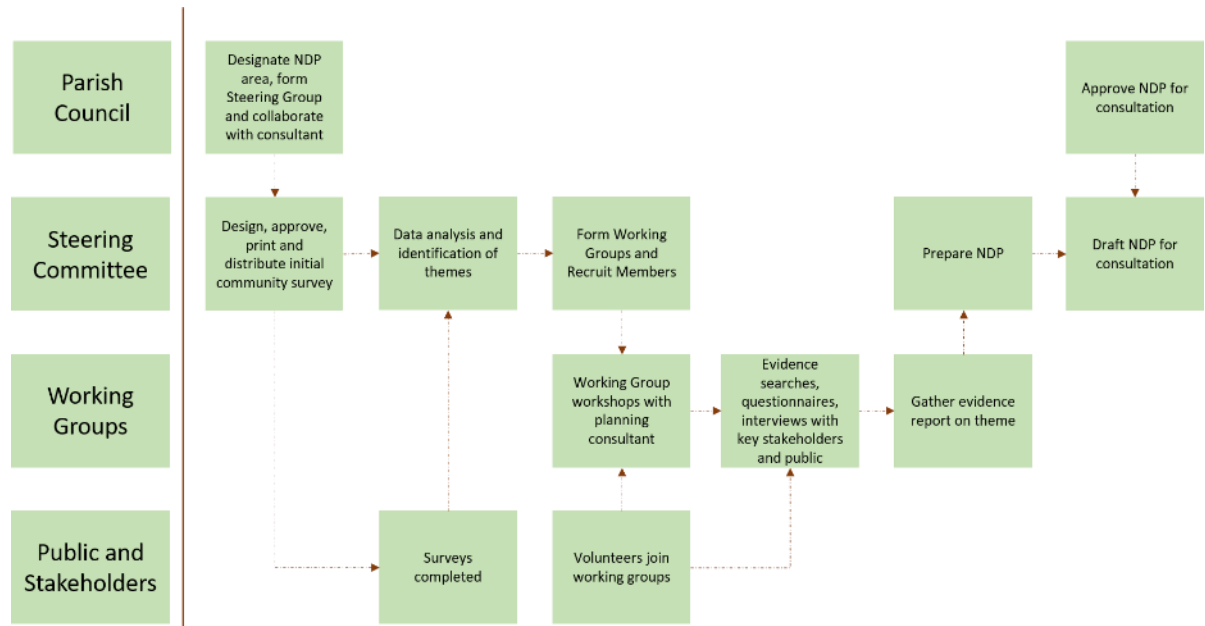 Parish
Council
Designate NDP
area, form
Steering Group
and collaborate
with consultant
Approve NDP for
consultation
Steering
Committee
Design, approve,
print and
distribute initial
community survey
Data analysis and
identification of
themes
Form Working
Groups and
Recruit Members
Prepare NDP
Draft NDP for
consultation
Working
Groups
Working Group
workshops with
planning
consultant
Evidence
searches,
questionnaires,
interviews with
key stakeholders
and public
Gather evidence
report on theme
Public and
Stakeholders
Surveys
completed
Volunteers join
working groups